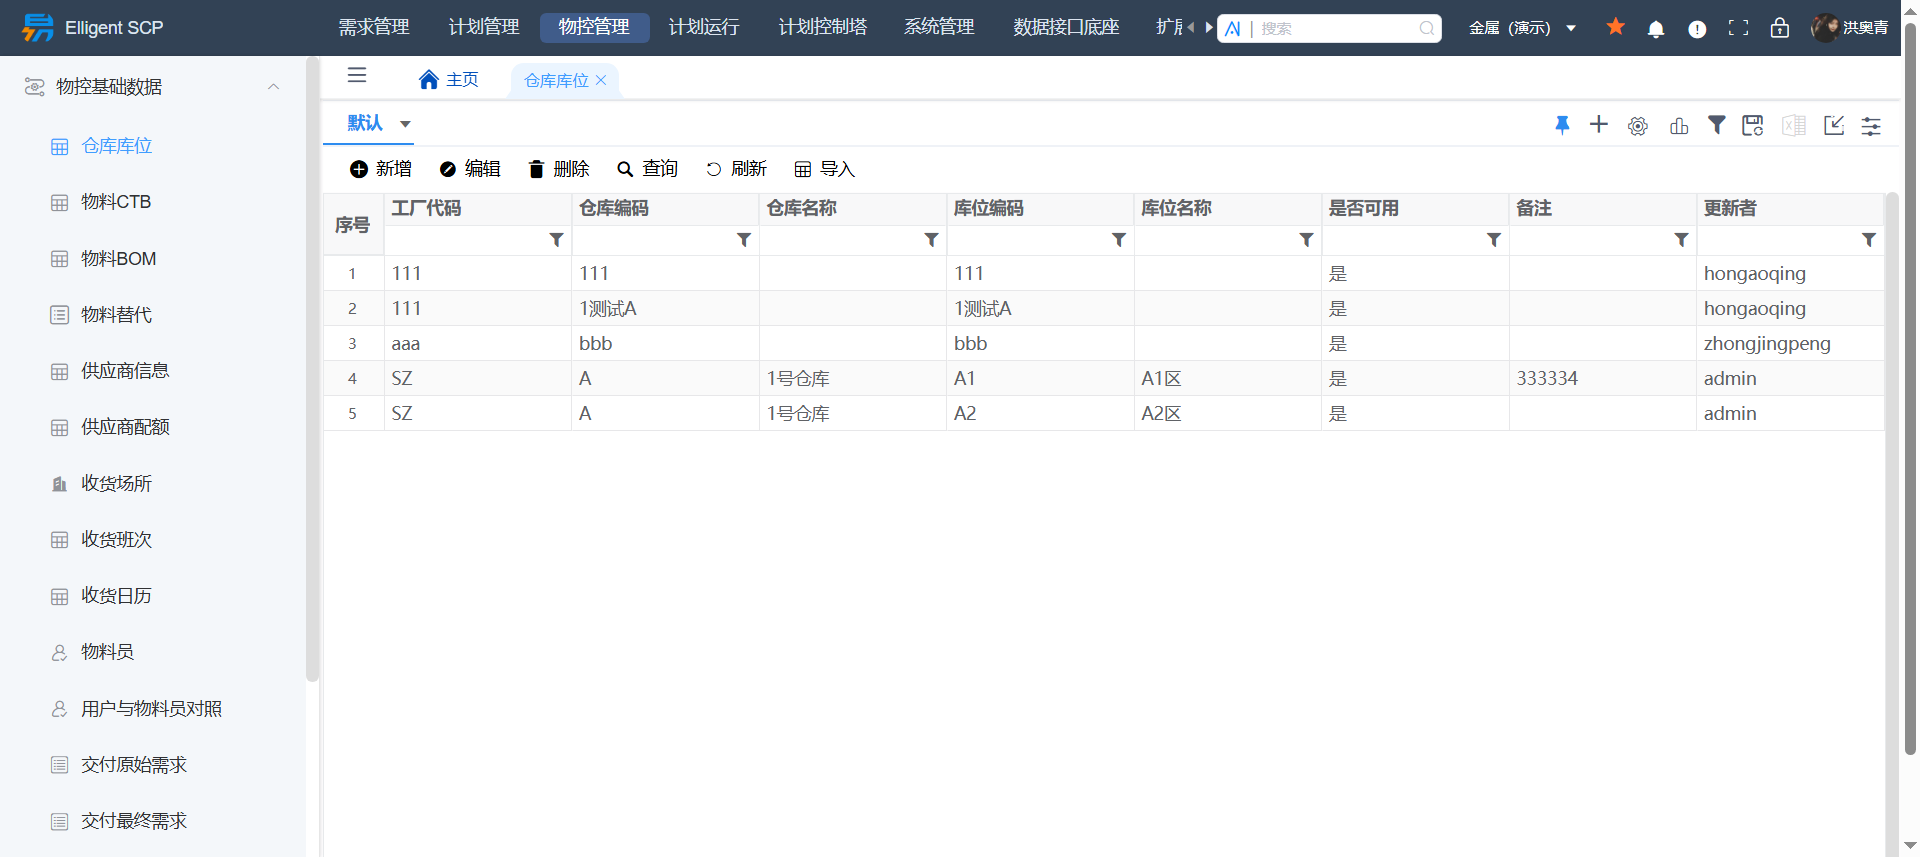 Elligent SCP
需求管理 计划管理 物控管理 计划运行 计划控制塔 系统管理 数据接口底座 扩展
搜索
金属（演示）
洪奥青
物控基础数据
仓库库位
物料CTB
物料BOM
物料替代
供应商信息
供应商配额
收货场所
收货班次
收货日历
物料员
用户与物料员对照
交付原始需求
交付最终需求
主页 仓库库位
默认
新增 编辑 删除 查询 刷新 导入
序号 工厂代码 仓库编码 仓库名称 库位编码 库位名称 是否可用 备注 更新者
1 111 111 111 是 hongaoqing
2 111 1测试A 1测试A 是 hongaoqing
3 aaa bbb bbb 是 zhongjingpeng
4 SZ A 1号仓库 A1 A1区 是 333334 admin
5 SZ A 1号仓库 A2 A2区 是 admin